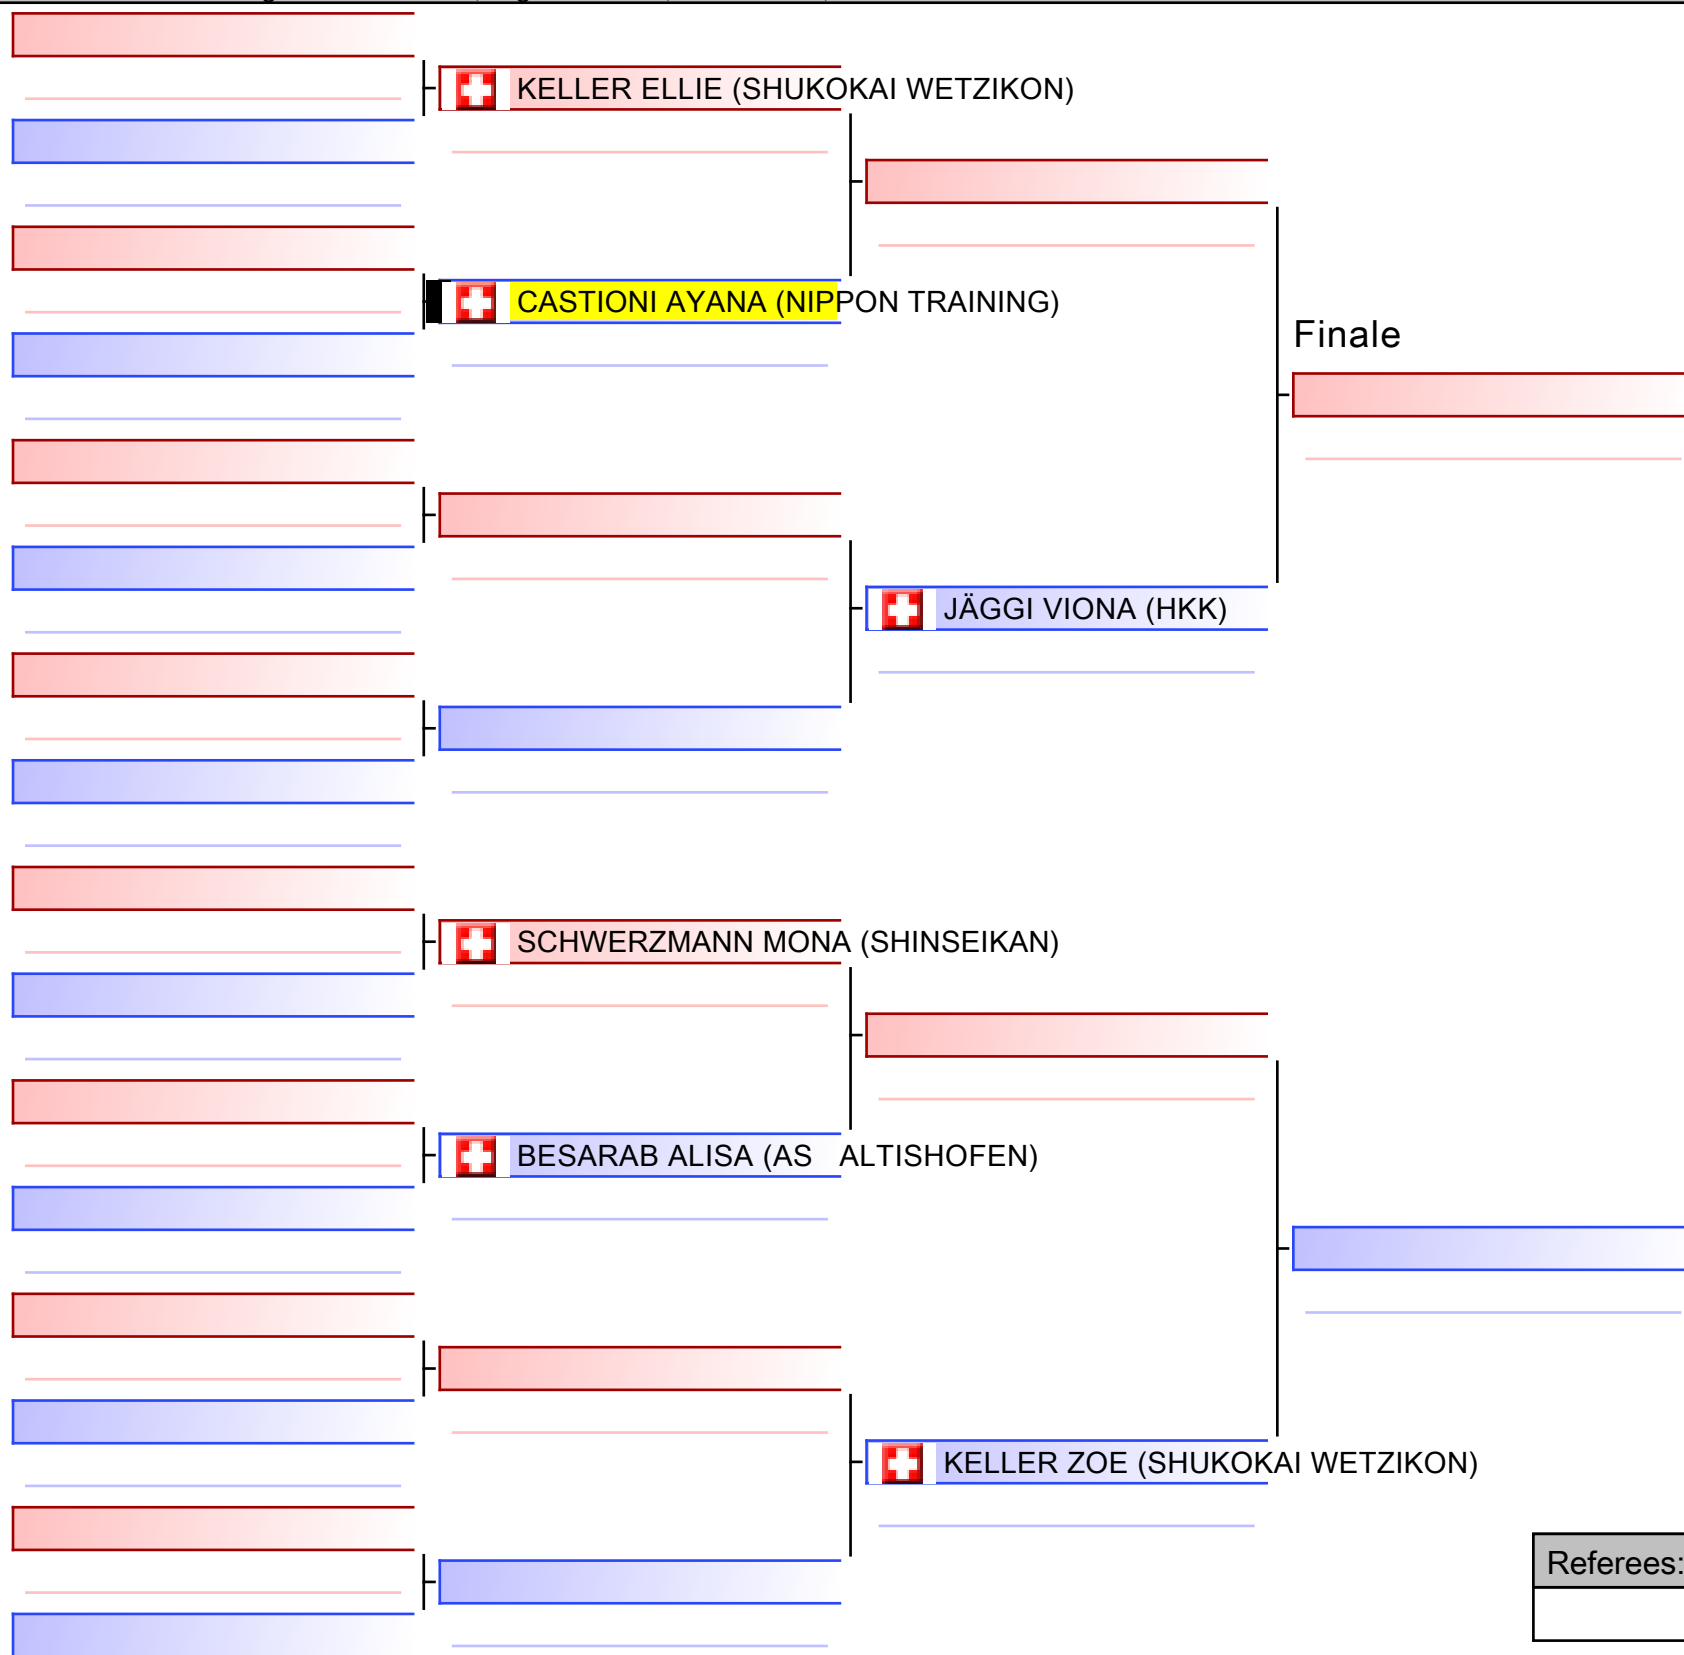 KELLER ELLIE (SHUKOKAI WETZIKON)
CASTIONI AYANA (NIPPON TRAINING)
Finale
JÄGGI VIONA (HKK)
SCHWERZMANN MONA (SHINSEIKAN)
BESARAB ALISA (AS ALTISHOFEN)
KELLER ZOE (SHUKOKAI WETZIKON)
Referees: